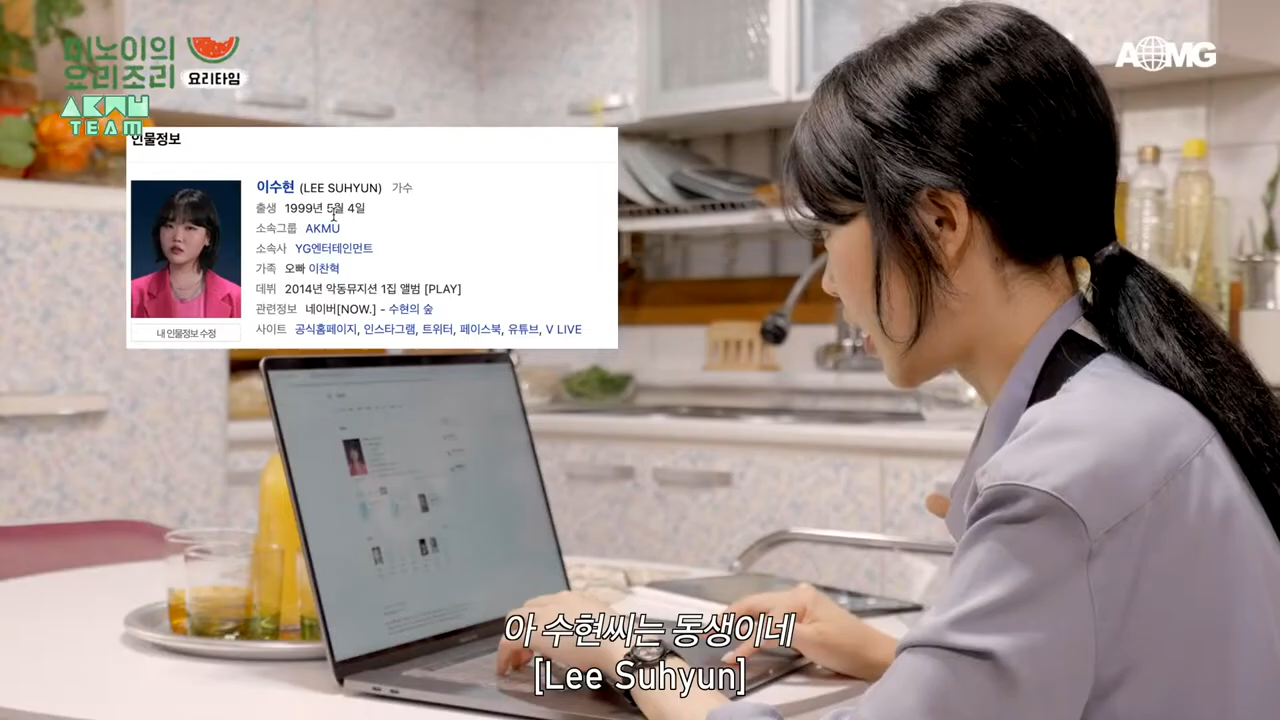 미노이의
요리조리
요리타임
AKMU
TEAM
AOMG
인물정보
이수현 (LEE SUHYUN) 가수
출생 1999년 5월 4일
소속그룹 AKMU
소속사 YG엔터테인먼트
가족 오빠 이찬혁
데뷔 2014년 악동뮤지션 1집 앨범 [PLAY]
관련정보 네이버[NOW.] - 수현의 숲
사이트 공식홈페이지, 인스타그램, 트위터, 페이스북, 유튜브, V LIVE
내 인물정보 수정
아 수현씨는 동생이네
[Lee Suhyun]